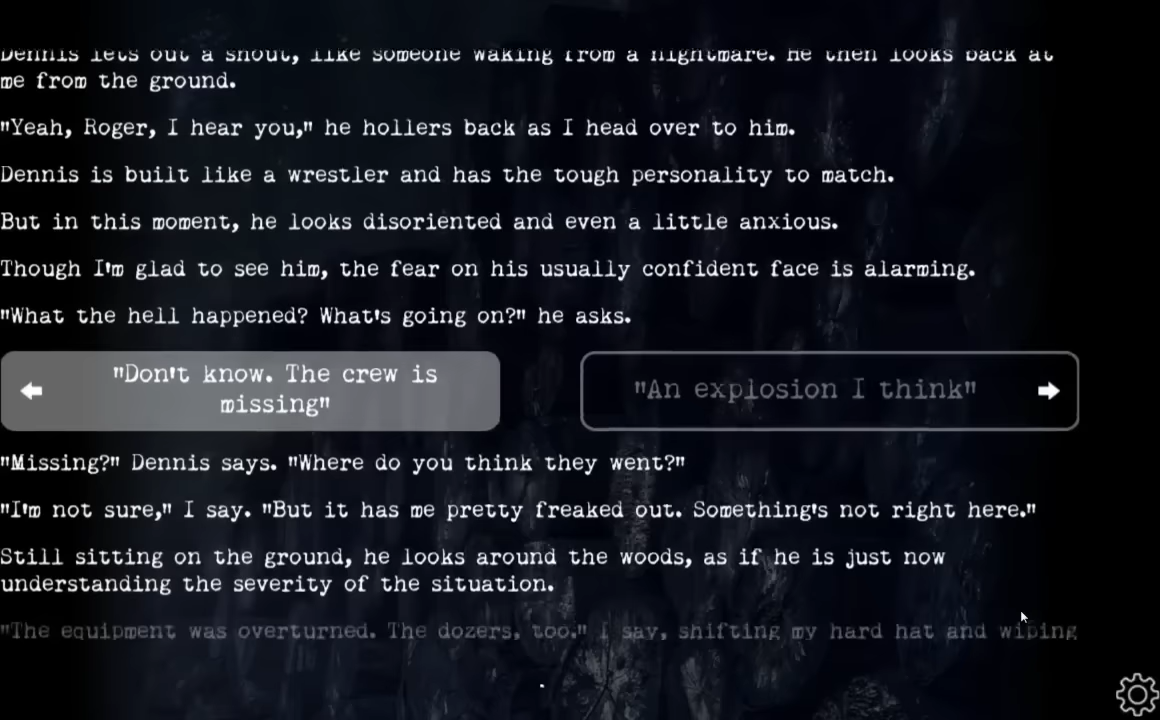 Dennis lets out a shout, like someone waking from a nightmare. He then looks back at
me from the ground.
"Yeah, Roger, I hear you," he hollers back as I head over to him.
Dennis is built like a wrestler and has the tough personality to match.
But in this moment, he looks disoriented and even a little anxious.
Though I'm glad to see him, the fear on his usually confident face is alarming.
"What the hell happened? What's going on?" he asks.
"Don't know. The crew is
missing"
"An explosion I think"
"Missing?" Dennis says. "Where do you think they went?"
"I'm not sure," I say. "But it has me pretty freaked out. Something's not right here."
Still sitting on the ground, he looks around the woods, as if he is just now
understanding the severity of the situation.
"The equipment was overturned. The dozers, too." I say, shifting my hard hat and wiping